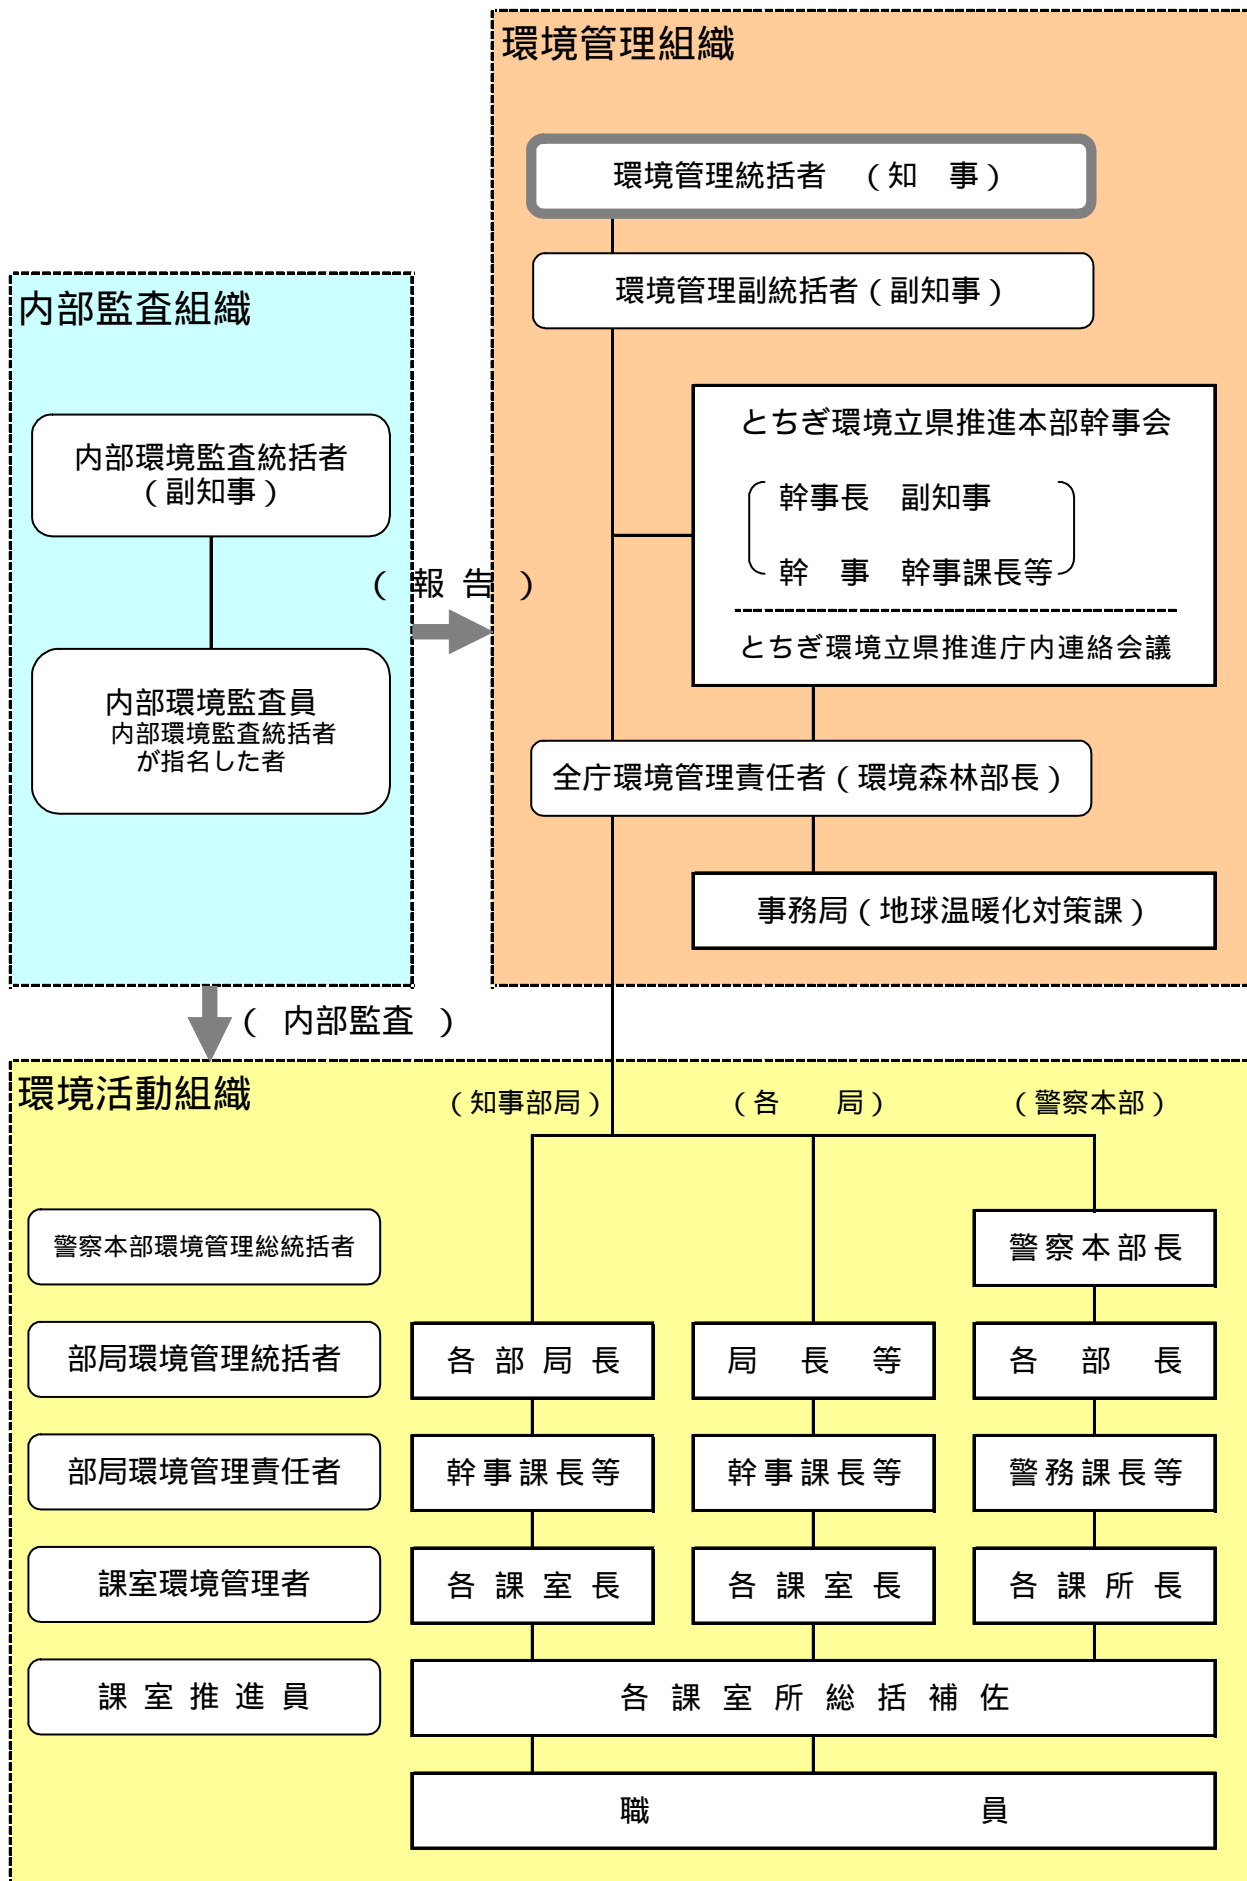 環境管理組織
環境管理統括者　（知　事）
環境管理副統括者（副知事）
とちぎ環境立県推進本部幹事会
幹事長　副知事
幹　事　幹事課長等
とちぎ環境立県推進庁内連絡会議
全庁環境管理責任者（環境森林部長）
事務局（地球温暖化対策課）
内部監査組織
内部環境監査統括者
（副知事）
内部環境監査員
内部環境監査統括者
が指名した者
（ 報 告 ）
（ 内部監査 ）
環境活動組織
（知事部局）　（各　　局）　（警察本部）
警察本部環境管理総統括者　警察本部長
部局環境管理統括者　各部局長　局長等　各部長
部局環境管理責任者　幹事課長等　幹事課長等　警務課長等
課室環境管理者　各課室長　各課室長　各課所長
課室推進員　各課室所総括補佐
職　員